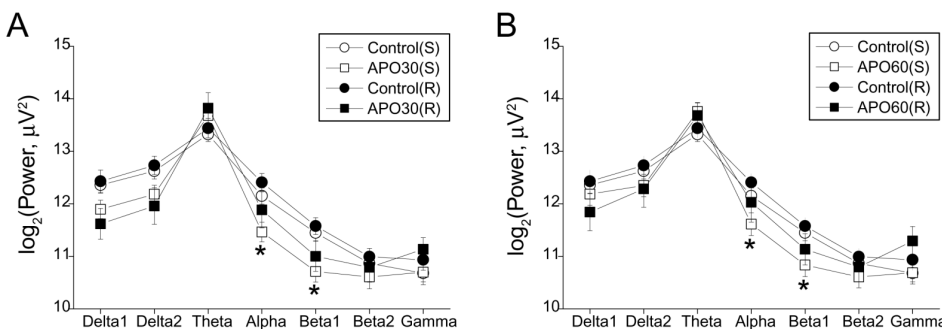 A
15
14
13
12
11
10
log2(Power, μV²)
Control(S)
APO30(S)
Control(R)
APO30(R)
*
*
Delta1 Delta2 Theta Alpha Beta1 Beta2 Gamma
B
15
14
13
12
11
10
log2(Power, μV²)
Control(S)
APO60(S)
Control(R)
APO60(R)
*
*
Delta1 Delta2 Theta Alpha Beta1 Beta2 Gamma